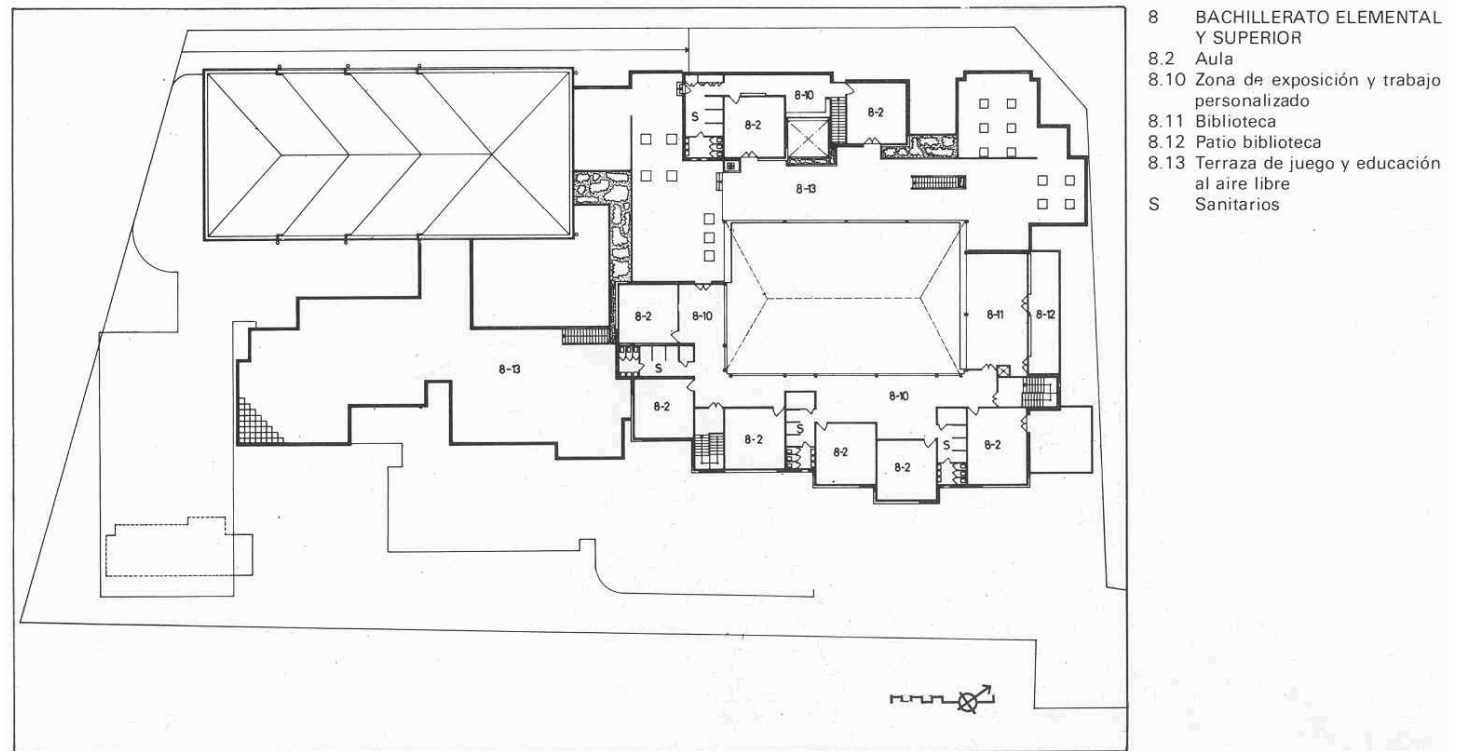 8 BACHILLERATO ELEMENTAL
Y SUPERIOR
8.2 Aula
8.10 Zona de exposición y trabajo
personalizado
8.11 Biblioteca
8.12 Patio biblioteca
8.13 Terraza de juego y educación
al aire libre
S Sanitarios
8-10
S
8-2
8-2
8-13
8-2
8-10
8-11
8-12
S
8-13
8-10
8-2
8-2
S
8-2
8-2
S
8-2